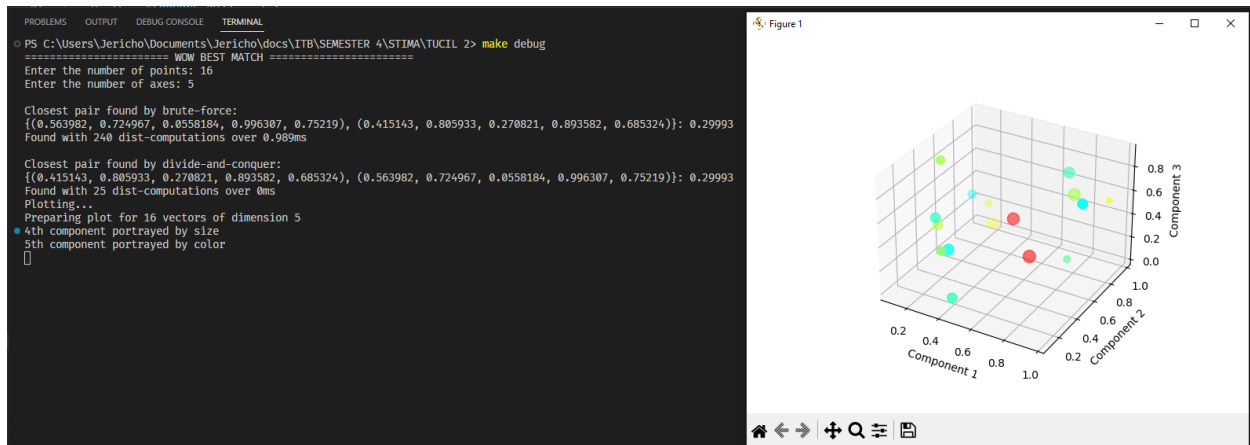 PROBLEMS OUTPUT DEBUG CONSOLE TERMINAL
PS C:\Users\Jericho\Documents\Jericho\docs\ITB\SEMESTER 4\STIMA\TUCIL 2> make debug
======================= WOW BEST MATCH =======================
Enter the number of points: 16
Enter the number of axes: 5
Closest pair found by brute-force:
{(0.563982, 0.724967, 0.0558184, 0.996307, 0.75219), (0.415143, 0.805933, 0.270821, 0.893582, 0.685324)}: 0.29993
Found with 240 dist-computations over 0.989ms
Closest pair found by divide-and-conquer:
{(0.415143, 0.805933, 0.270821, 0.893582, 0.685324), (0.563982, 0.724967, 0.0558184, 0.996307, 0.75219)}: 0.29993
Found with 25 dist-computations over 0ms
Plotting...
Preparing plot for 16 vectors of dimension 5
4th component portrayed by size
5th component portrayed by color
Figure 1
0.8
0.6
0.4
0.2
0.0
Component 3
1.0
0.8
0.6
0.4
0.2
Component 2
0.2
0.4
0.6
0.8
1.0
Component 1